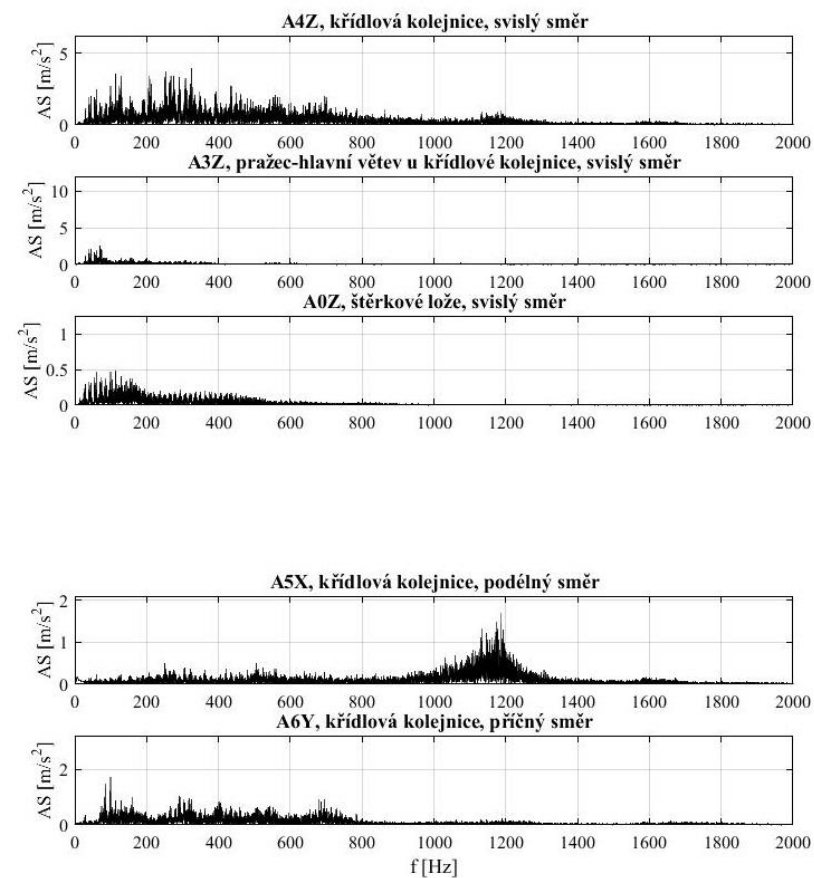 A4Z, křídlová kolejnice, svislý směr
AS [m/s²]
5
0
0 200 400 600 800 1000 1200 1400 1600 1800 2000
A3Z, pražec-hlavní větev u křídlové kolejnice, svislý směr
AS [m/s²]
10
5
0
0 200 400 600 800 1000 1200 1400 1600 1800 2000
A0Z, štěrkové lože, svislý směr
AS [m/s²]
1
0.5
0
0 200 400 600 800 1000 1200 1400 1600 1800 2000
A5X, křídlová kolejnice, podélný směr
AS [m/s²]
2
1
0
0 200 400 600 800 1000 1200 1400 1600 1800 2000
A6Y, křídlová kolejnice, příčný směr
AS [m/s²]
2
0
0 200 400 600 800 1000 1200 1400 1600 1800 2000
f [Hz]